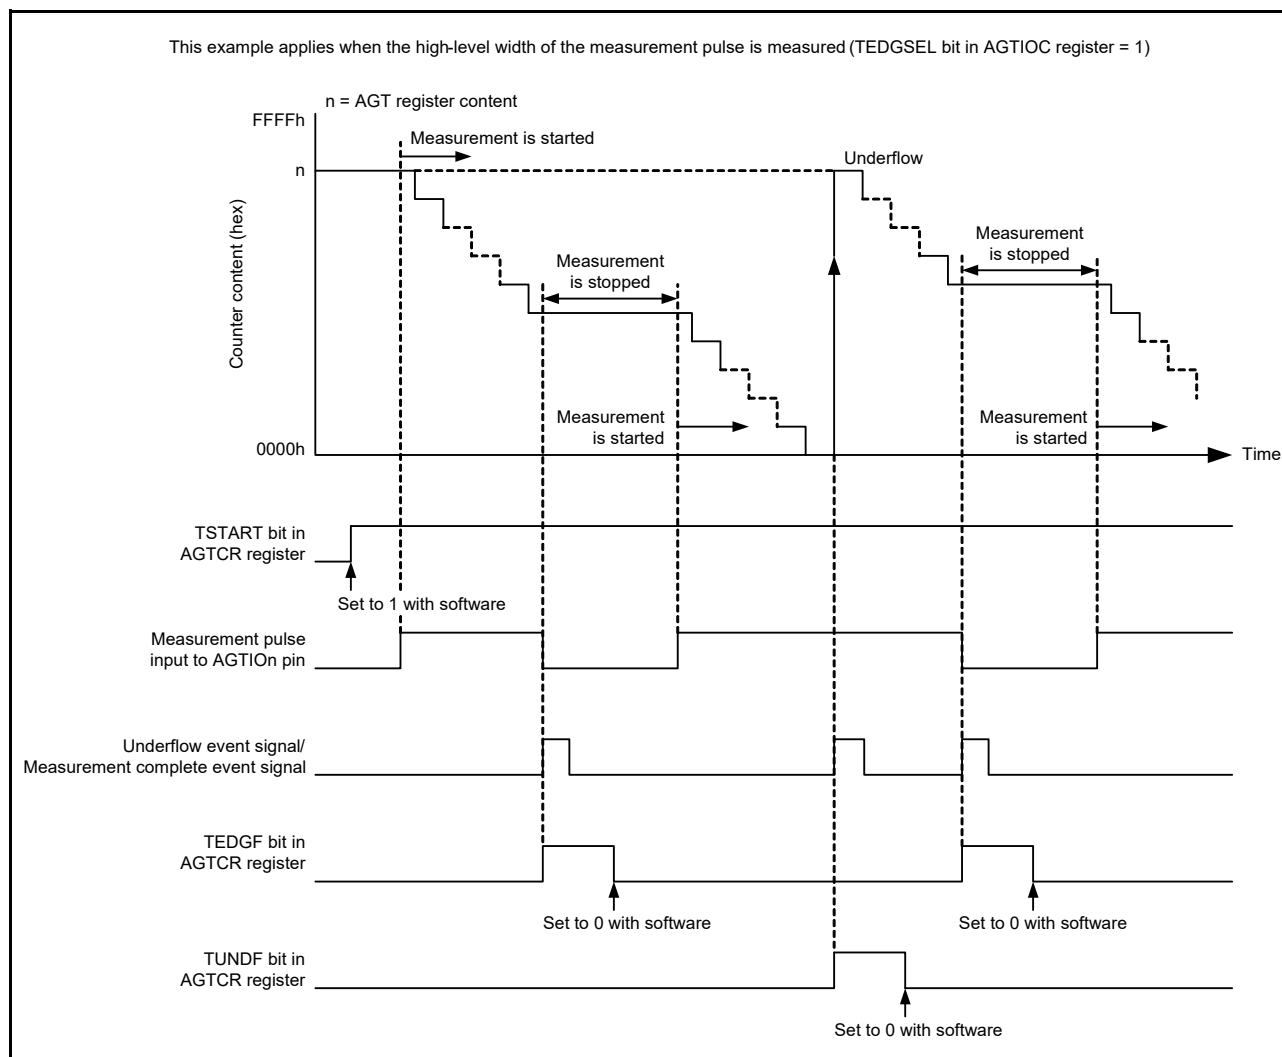 This example applies when the high-level width of the measurement pulse is measured (TEDGSEL bit in AGTIOC register = 1)
n = AGT register content
FFFFh
Measurement is started
n
Underflow
Counter content (hex)
Measurement
is stopped
Measurement
is stopped
Measurement
is started
Measurement
is started
0000h
Time
TSTART bit in
AGTCR register
Set to 1 with software
Measurement pulse
input to AGTIOn pin
Underflow event signal/
Measurement complete event signal
TEDGF bit in
AGTCR register
Set to 0 with software
Set to 0 with software
TUNDF bit in
AGTCR register
Set to 0 with software